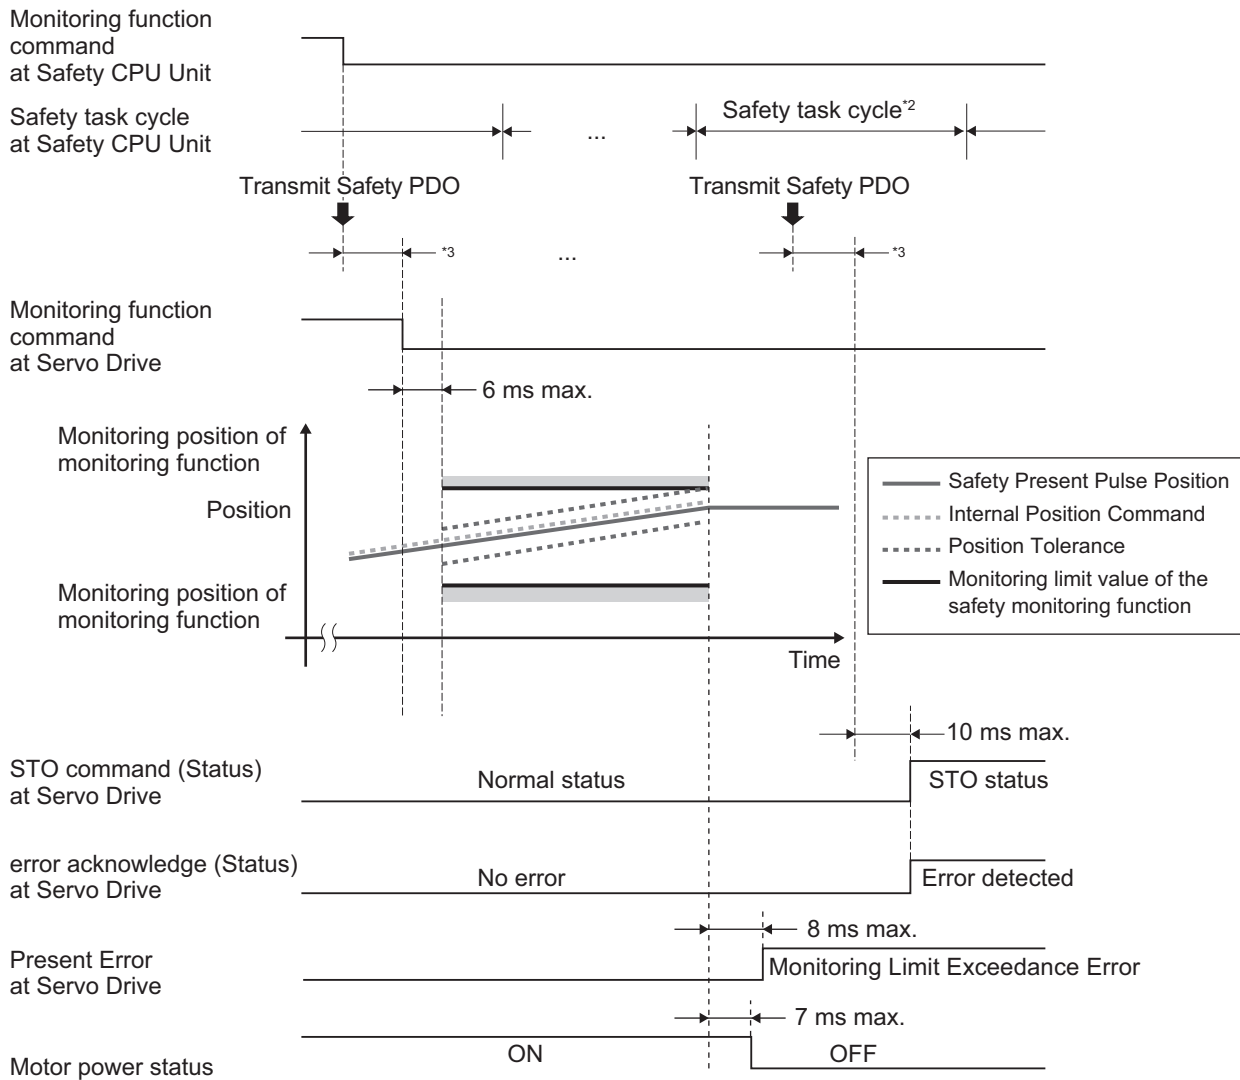 Monitoring function
command
at Safety CPU Unit
Safety task cycle
at Safety CPU Unit
...
Safety task cycle*2
Transmit Safety PDO
Transmit Safety PDO
*3
...
*3
Monitoring function
command
at Servo Drive
6 ms max.
Monitoring position of
monitoring function
Position
Monitoring position of
monitoring function
Time
Safety Present Pulse Position
Internal Position Command
Position Tolerance
Monitoring limit value of the
safety monitoring function
10 ms max.
STO command (Status)
at Servo Drive
Normal status
STO status
error acknowledge (Status)
at Servo Drive
No error
Error detected
8 ms max.
Present Error
at Servo Drive
Monitoring Limit Exceedance Error
7 ms max.
Motor power status
ON
OFF